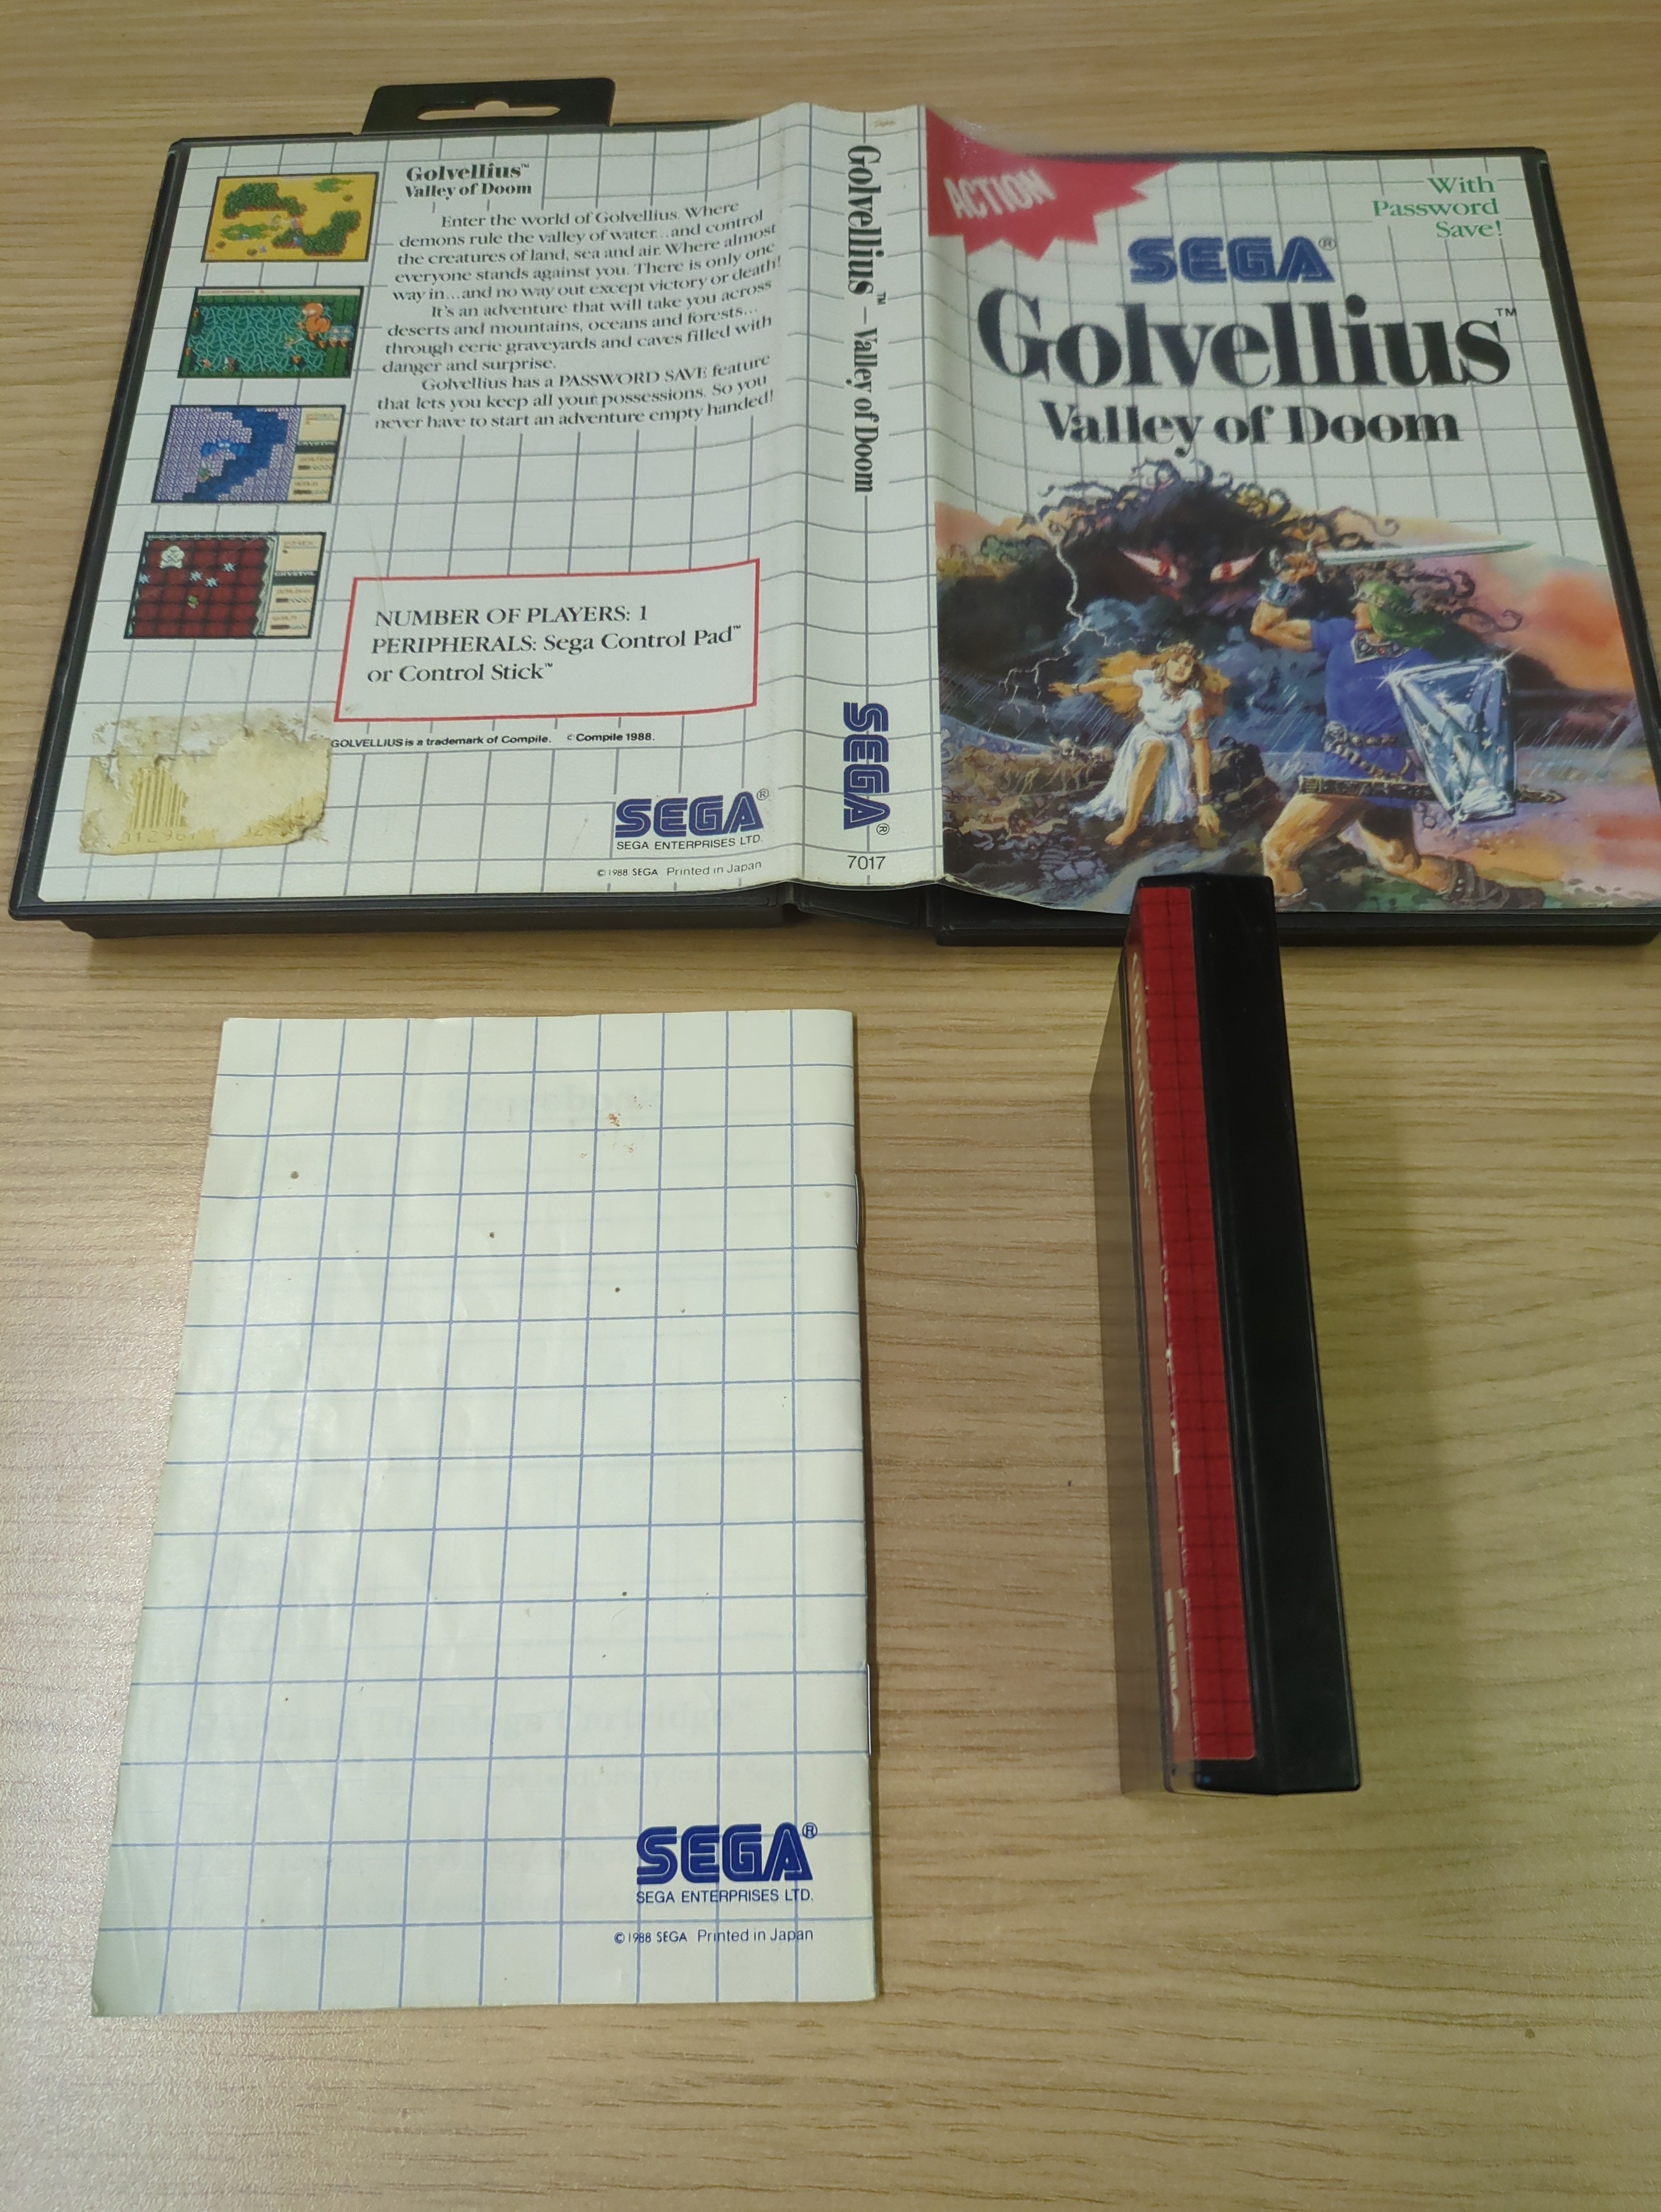 Golvellius™
Valley of Doom
Enter the world of Golvellius. Where
demons rule the valley of water...and control
the creatures of land, sea and air. Where almost
everyone stands against you. There is only one
way in...and no way out except victory or death!
It's an adventure that will take you across
deserts and mountains, oceans and forests...
through eerie graveyards and caves filled with
danger and surprise.
Golvellius has a PASSWORD SAVE feature
that lets you keep all your possessions. So you
never have to start an adventure empty handed!
NUMBER OF PLAYERS: 1
PERIPHERALS: Sega Control Pad™
or Control Stick™
GOLVELLIUS is a trademark of Compile. © Compile 1988.
SEGA®
SEGA ENTERPRISES LTD.
© 1988 SEGA Printed in Japan
Golvellius™ – Valley of Doom
SEGA®
7017
ACTION
With
Password
Save!
SEGA®
Golvellius™
Valley of Doom
SEGA®
SEGA ENTERPRISES LTD.
© 1988 SEGA Printed in Japan